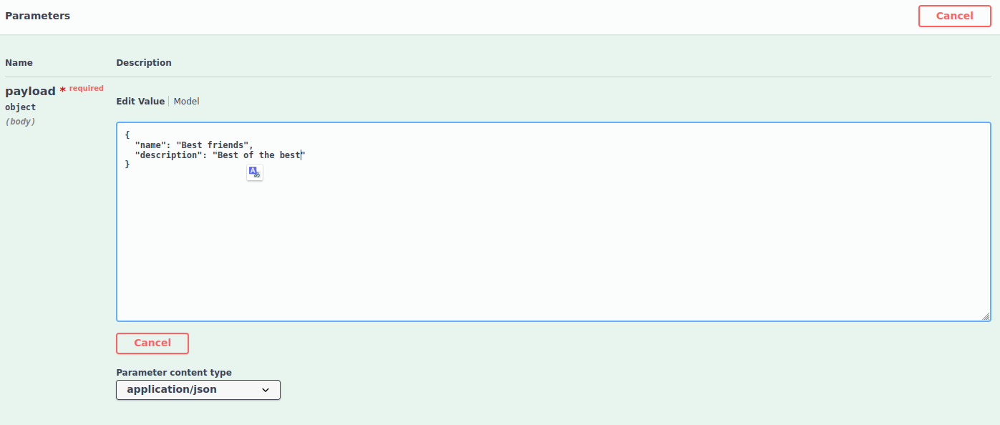 Parameters
Cancel
Name Description
payload * required
object
(body)
Edit Value | Model
{
  "name": "Best friends",
  "description": "Best of the best"
}
Cancel
Parameter content type
application/json